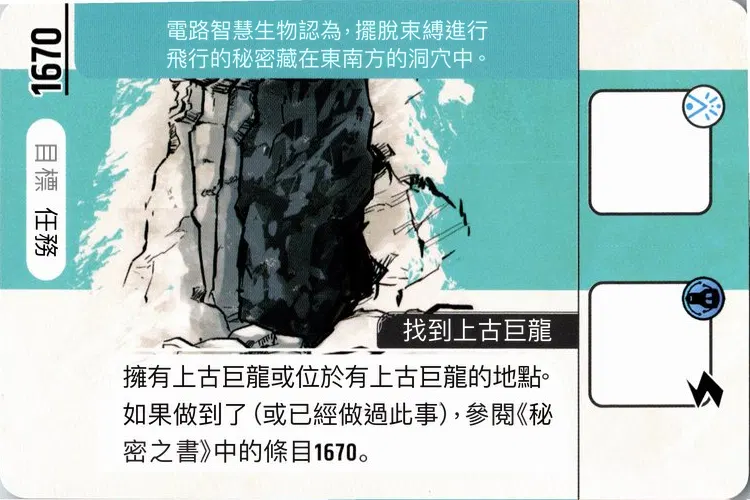 電路智慧生物認為，擺脫束縛進行
飛行的秘密藏在東南方的洞穴中。
1670
目標 任務
找到上古巨龍
擁有上古巨龍或位於有上古巨龍的地點。
如果做到了（或已經做過此事），參閱《秘
密之書》中的條目1670。